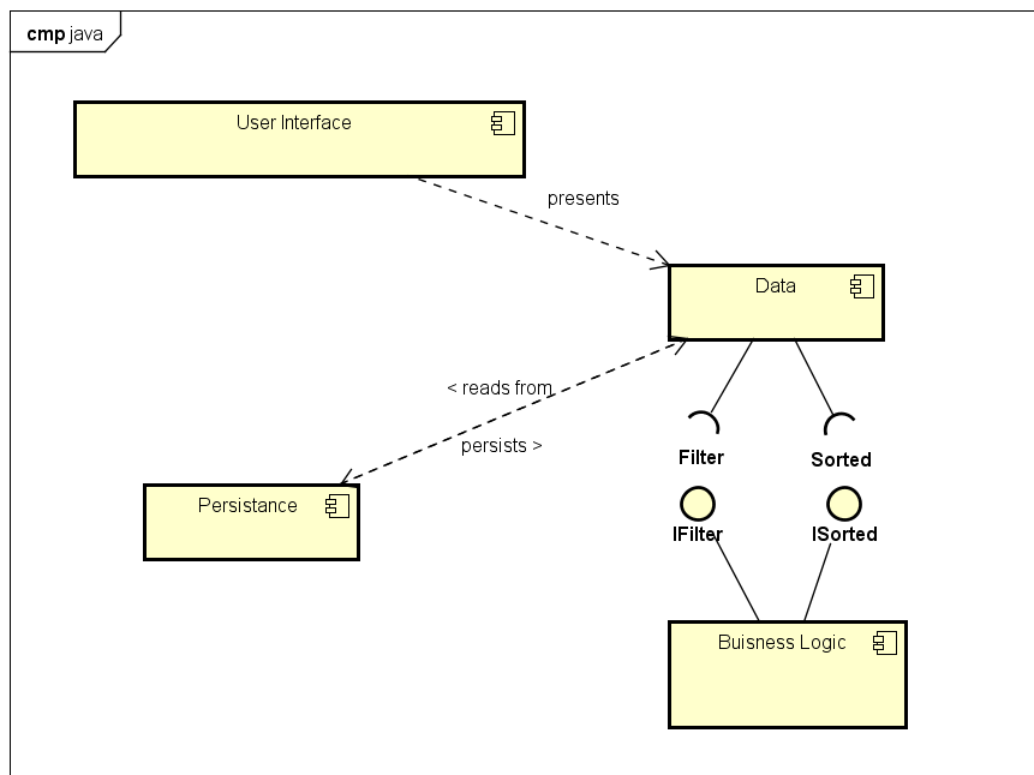 cmp java
User Interface
presents
Data
< reads from
persists >
Filter
Sorted
Persistance
IFilter
ISorted
Buisness Logic